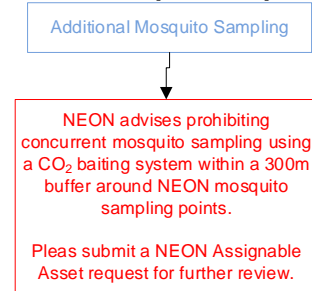 Additional Mosquito Sampling
NEON advises prohibiting
concurrent mosquito sampling using
a CO₂ baiting system within a 300m
buffer around NEON mosquito
sampling points.
Pleas submit a NEON Assignable
Asset request for further review.